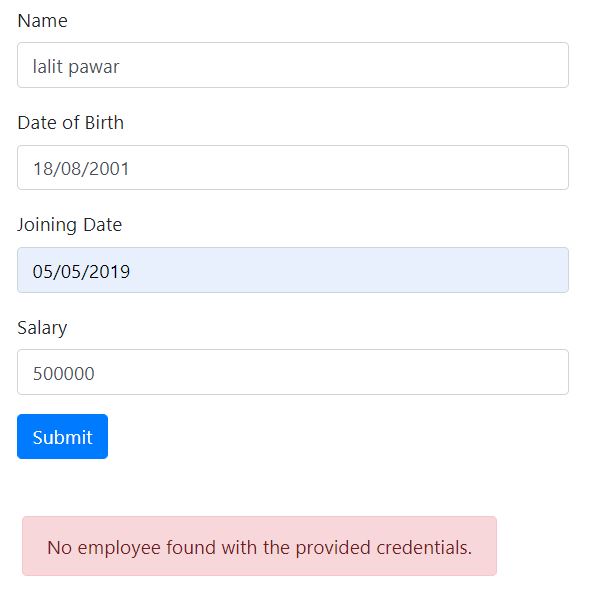 Name
lalit pawar
Date of Birth
18/08/2001
Joining Date
05/05/2019
Salary
500000
Submit
No employee found with the provided credentials.